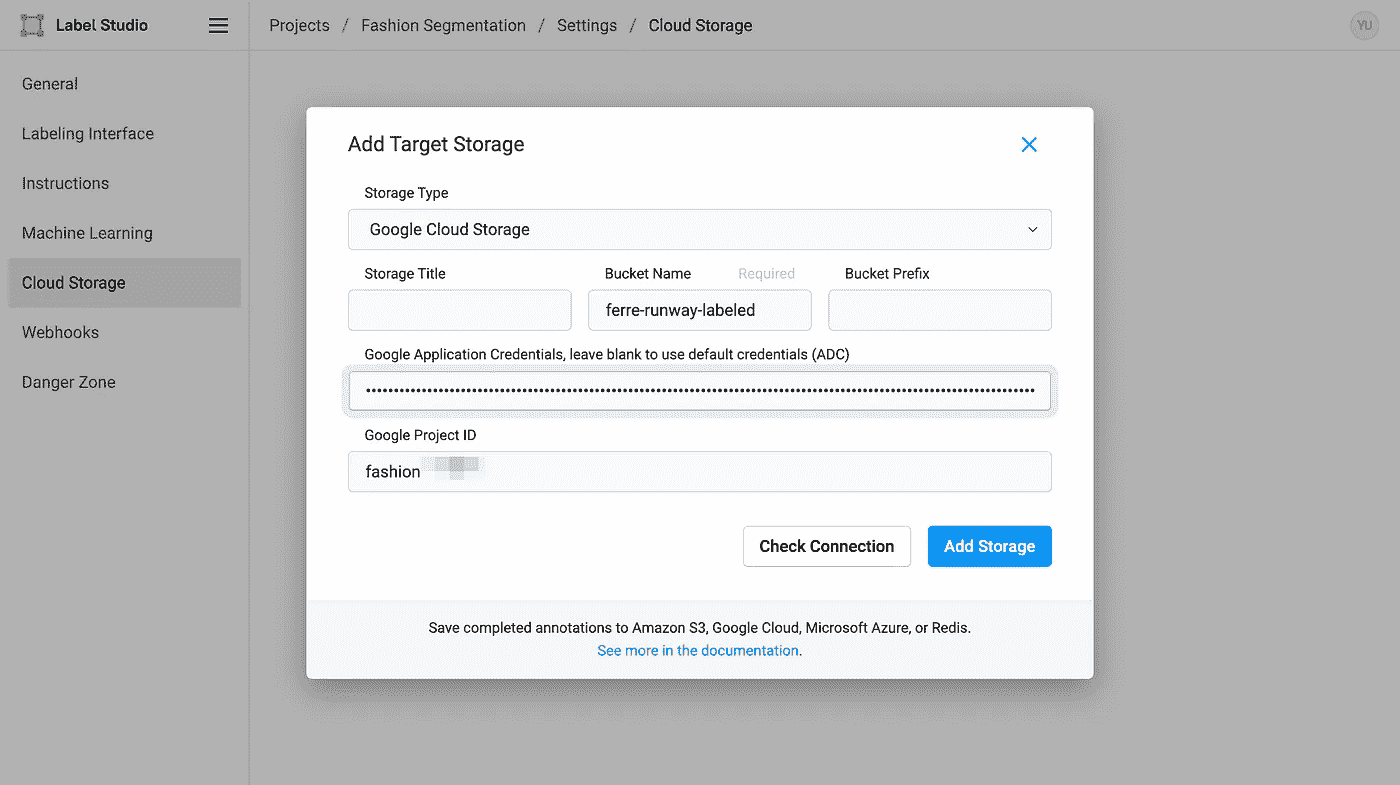 Label Studio
Projects / Fashion Segmentation / Settings / Cloud Storage
YU
General
Labeling Interface
Instructions
Machine Learning
Cloud Storage
Webhooks
Danger Zone
Add Target Storage
Storage Type
Google Cloud Storage
Storage Title
Bucket Name Required
Bucket Prefix
ferre-runway-labeled
Google Application Credentials, leave blank to use default credentials (ADC)
Google Project ID
fashion
Check Connection
Add Storage
Save completed annotations to Amazon S3, Google Cloud, Microsoft Azure, or Redis.
See more in the documentation.